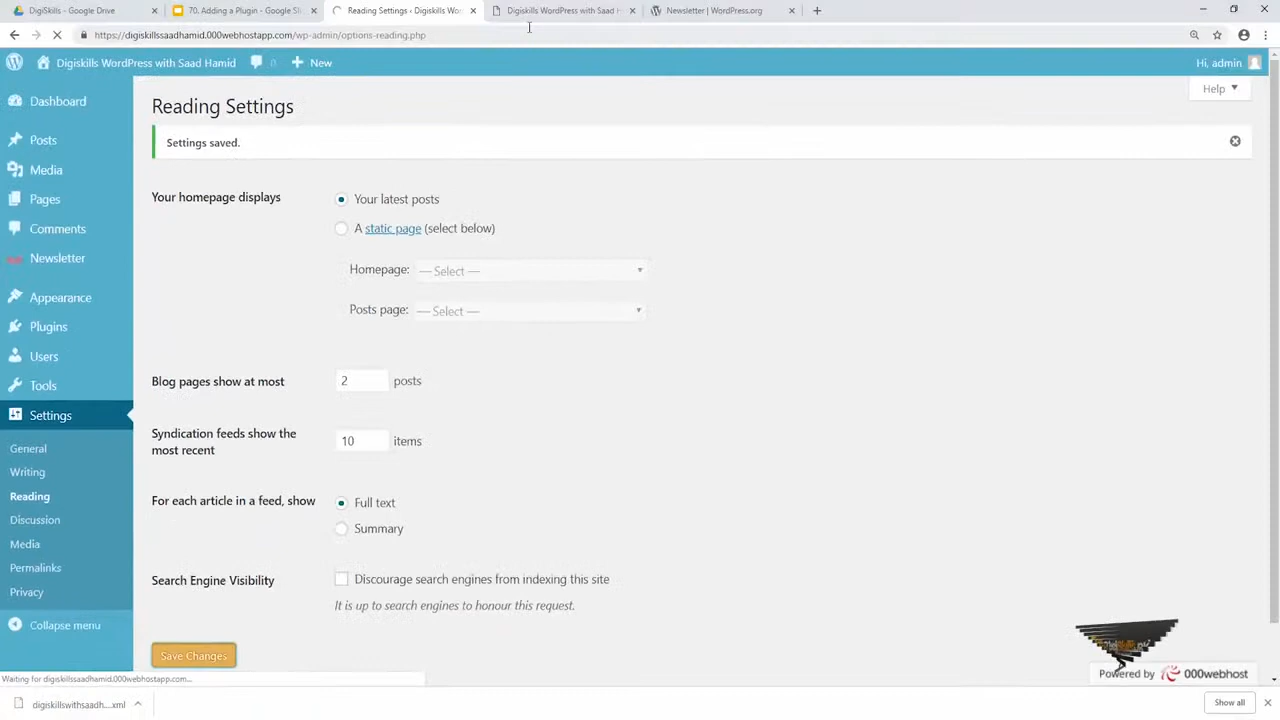 DigiSkills - Google Drive
70. Adding a Plugin - Google Sli
Reading Settings ‹ Digiskills Wor
Digiskills WordPress with Saad H
Newsletter | WordPress.org
https://digiskillssaadhamid.000webhostapp.com/wp-admin/options-reading.php
Digiskills WordPress with Saad Hamid
0
New
Hi, admin
Help
Dashboard
Posts
Media
Pages
Comments
Newsletter
Appearance
Plugins
Users
Tools
Settings
General
Writing
Reading
Discussion
Media
Permalinks
Privacy
Collapse menu
Reading Settings
Settings saved.
Your homepage displays
Your latest posts
A static page (select below)
Homepage: — Select —
Posts page: — Select —
Blog pages show at most 2 posts
Syndication feeds show the most recent 10 items
For each article in a feed, show
Full text
Summary
Search Engine Visibility
Discourage search engines from indexing this site
It is up to search engines to honour this request.
Save Changes
Powered by 000webhost
Waiting for digiskillssaadhamid.000webhostapp.com...
digiskillswithsaadh....xml
Show all